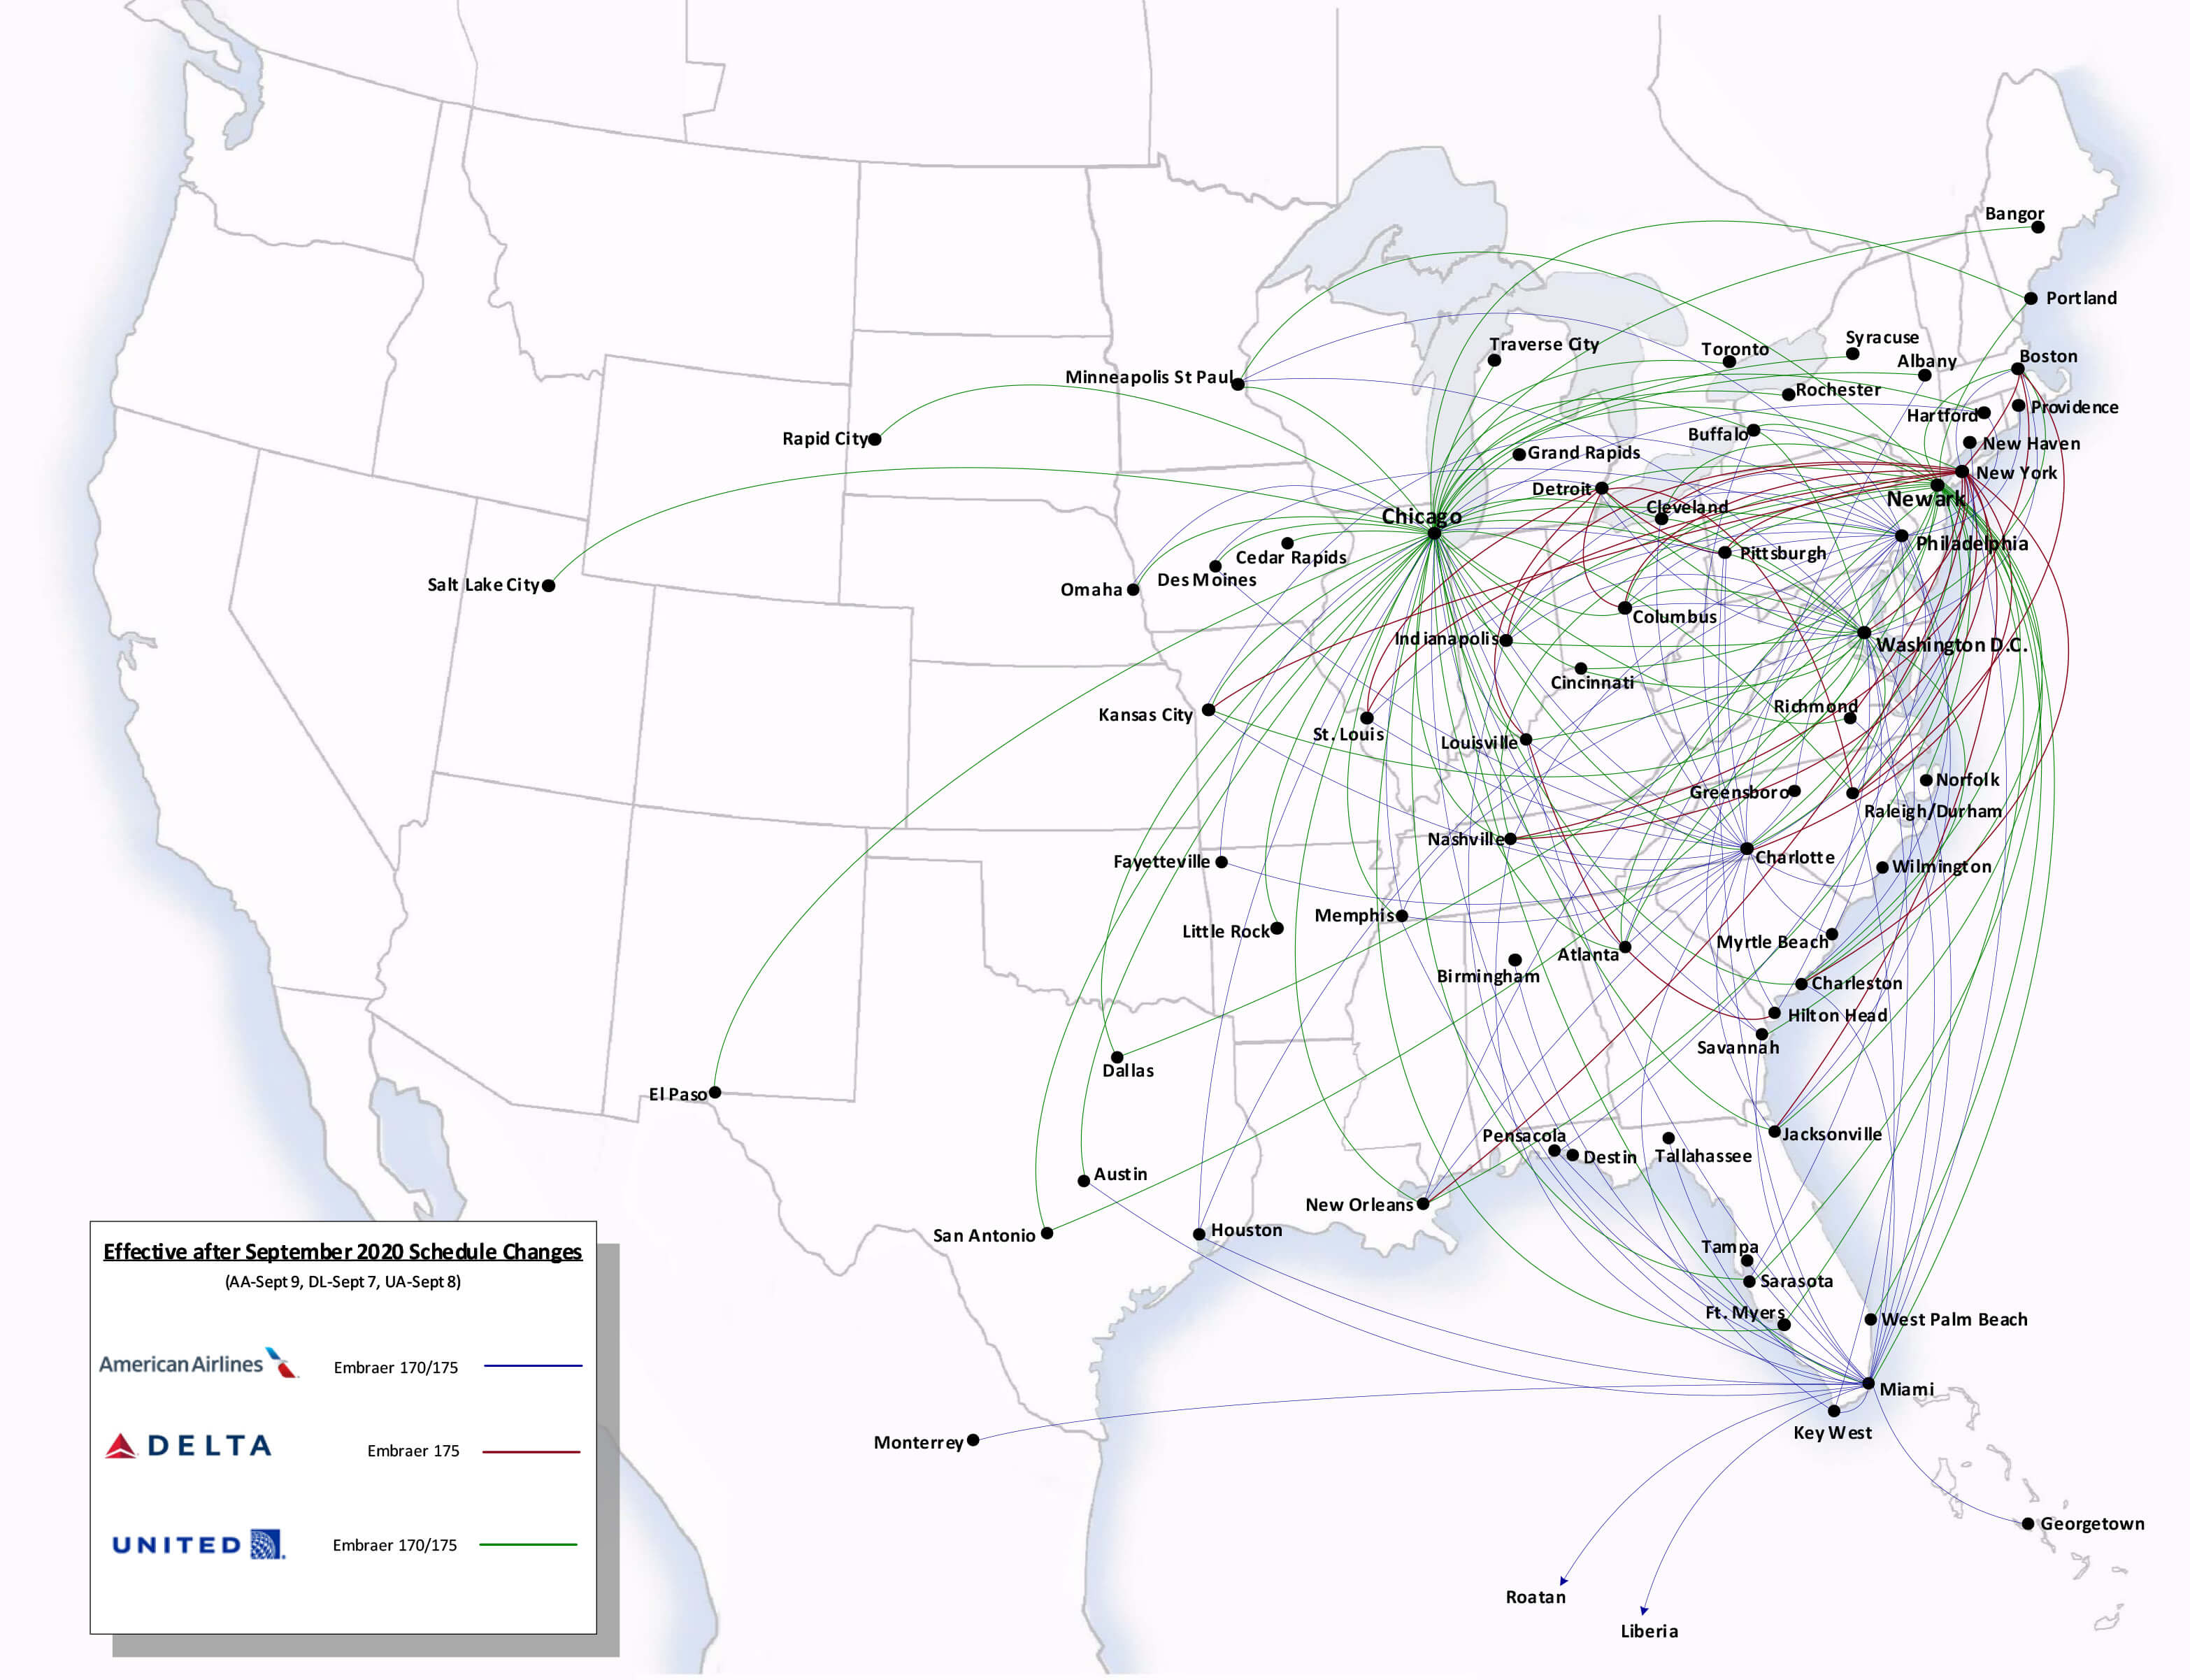 Bangor
Portland
Syracuse
Boston
Traverse City
Toronto
Albany
Minneapolis St Paul
Rochester
Providence
Hartford
Rapid City
Buffalo
New Haven
Grand Rapids
New York
Detroit
Newark
Cleveland
Chicago
Philadelphia
Pittsburgh
Cedar Rapids
Des Moines
Salt Lake City
Omaha
Columbus
Indianapolis
Washington D.C.
Cincinnati
Richmond
Kansas City
St. Louis
Louisville
Norfolk
Greensboro
Raleigh/Durham
Nashville
Charlotte
Fayetteville
Wilmington
Memphis
Little Rock
Myrtle Beach
Atlanta
Birmingham
Charleston
Hilton Head
Savannah
Dallas
El Paso
Pensacola
Jacksonville
Destin
Tallahassee
Austin
New Orleans
Houston
San Antonio
Tampa
Sarasota
Ft. Myers
West Palm Beach
Miami
Key West
Monterrey
Georgetown
Roatan
Liberia
Effective after September 2020 Schedule Changes
(AA-Sept 9, DL-Sept 7, UA-Sept 8)
American Airlines Embraer 170/175
DELTA Embraer 175
UNITED Embraer 170/175